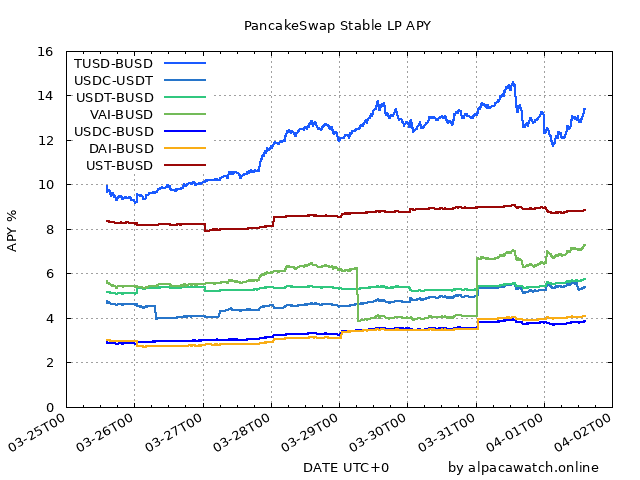 PancakeSwap Stable LP APY
16
14
12
10
8
6
4
2
0
APY %
TUSD-BUSD
USDC-USDT
USDT-BUSD
VAI-BUSD
USDC-BUSD
DAI-BUSD
UST-BUSD
03-25T00
03-26T00
03-27T00
03-28T00
03-29T00
03-30T00
03-31T00
04-01T00
04-02T00
DATE UTC+0
by alpacawatch.online